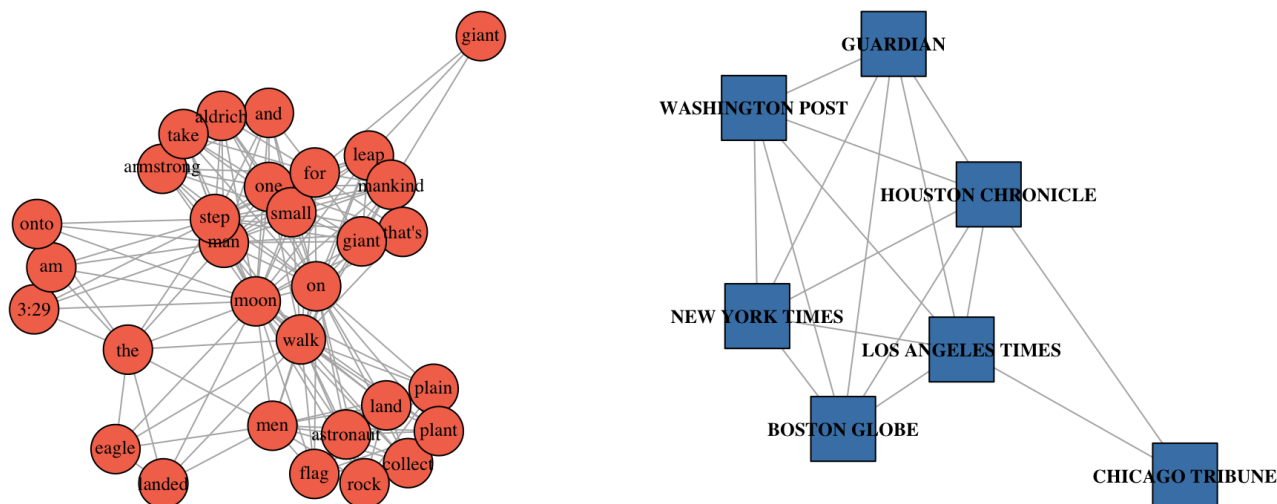 giant
aldrich
and
take
armstrong
leap
for
one
mankind
small
step
onto
that's
giant
man
am
on
moon
3:29
walk
the
plain
land
men
plant
astronaut
eagle
collect
flag
landed
rock
GUARDIAN
WASHINGTON POST
HOUSTON CHRONICLE
NEW YORK TIMES
LOS ANGELES TIMES
BOSTON GLOBE
CHICAGO TRIBUNE